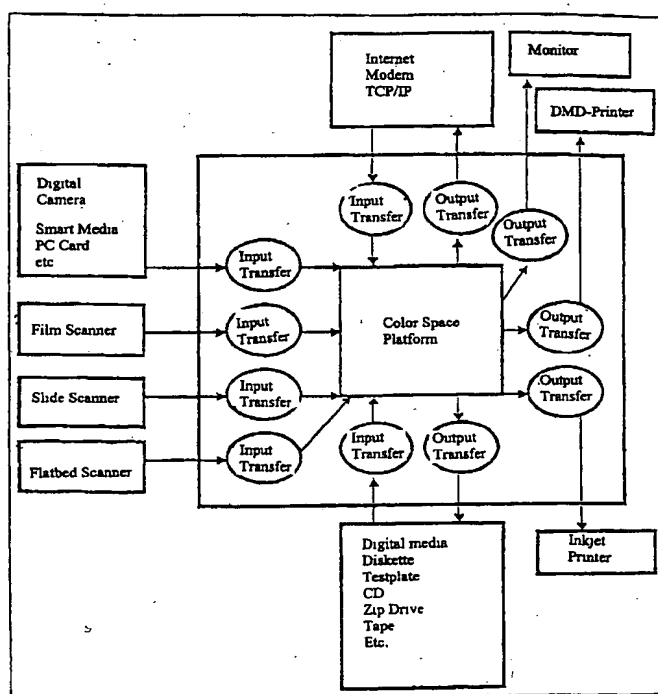 Internet
Modem
TCP/IP
Monitor
DMD-Printer
Digital
Camera
Smart Media
PC Card
etc
Film Scanner
Slide Scanner
Flatbed Scanner
Input
Transfer
Output
Transfer
Output
Transfer
Input
Transfer
Input
Transfer
Color Space
Platform
Output
Transfer
Input
Transfer
Output
Transfer
Input
Transfer
Input
Transfer
Output
Transfer
Digital media
Diskette
Testplate
CD
Zip Drive
Tape
Etc.
Inkjet
Printer